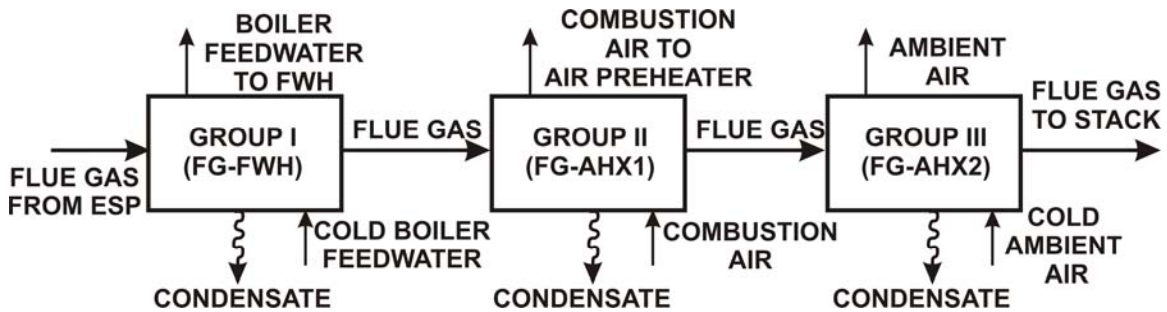 BOILER
FEEDWATER
TO FWH
COMBUSTION
AIR TO
AIR PREHEATER
AMBIENT
AIR
FLUE GAS
TO STACK
GROUP I
(FG-FWH)
FLUE GAS
GROUP II
(FG-AHX1)
FLUE GAS
GROUP III
(FG-AHX2)
FLUE GAS
FROM ESP
COLD BOILER
FEEDWATER
COMBUSTION
AIR
COLD
AMBIENT
AIR
CONDENSATE
CONDENSATE
CONDENSATE